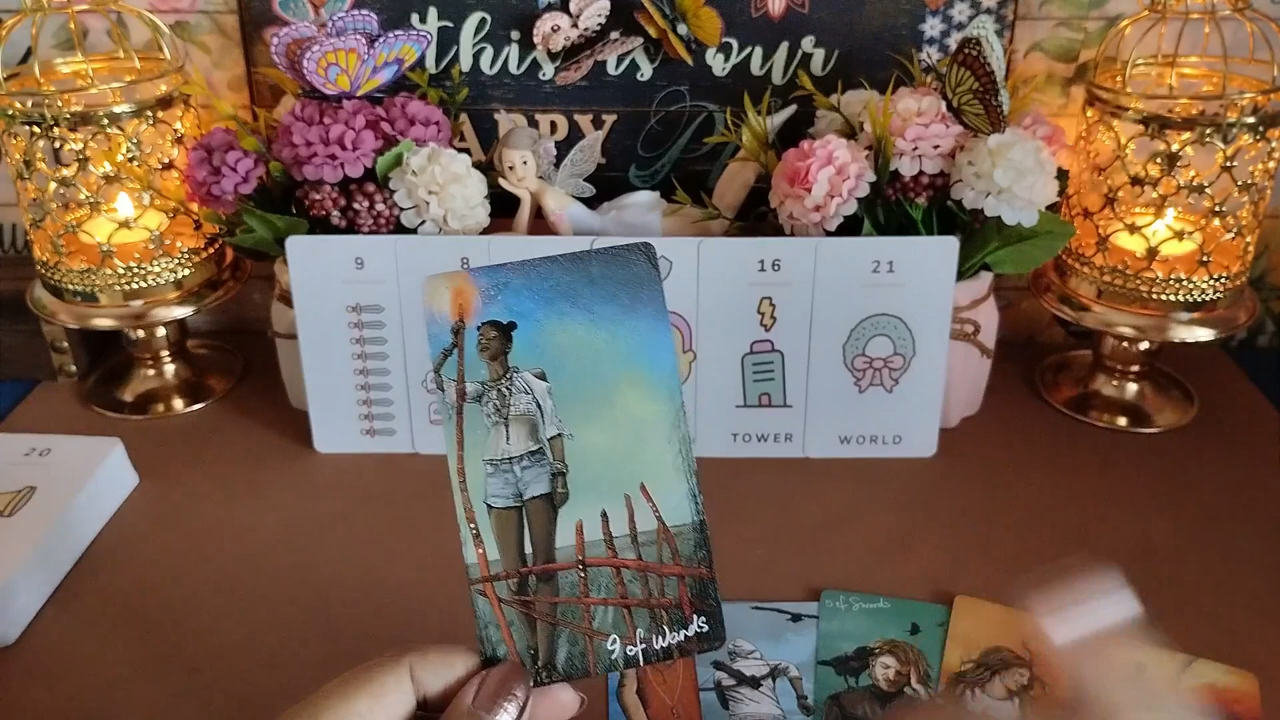 this is our
APPY
9
8
16
21
TOWER
WORLD
20
9 of Wands
5 of Swords